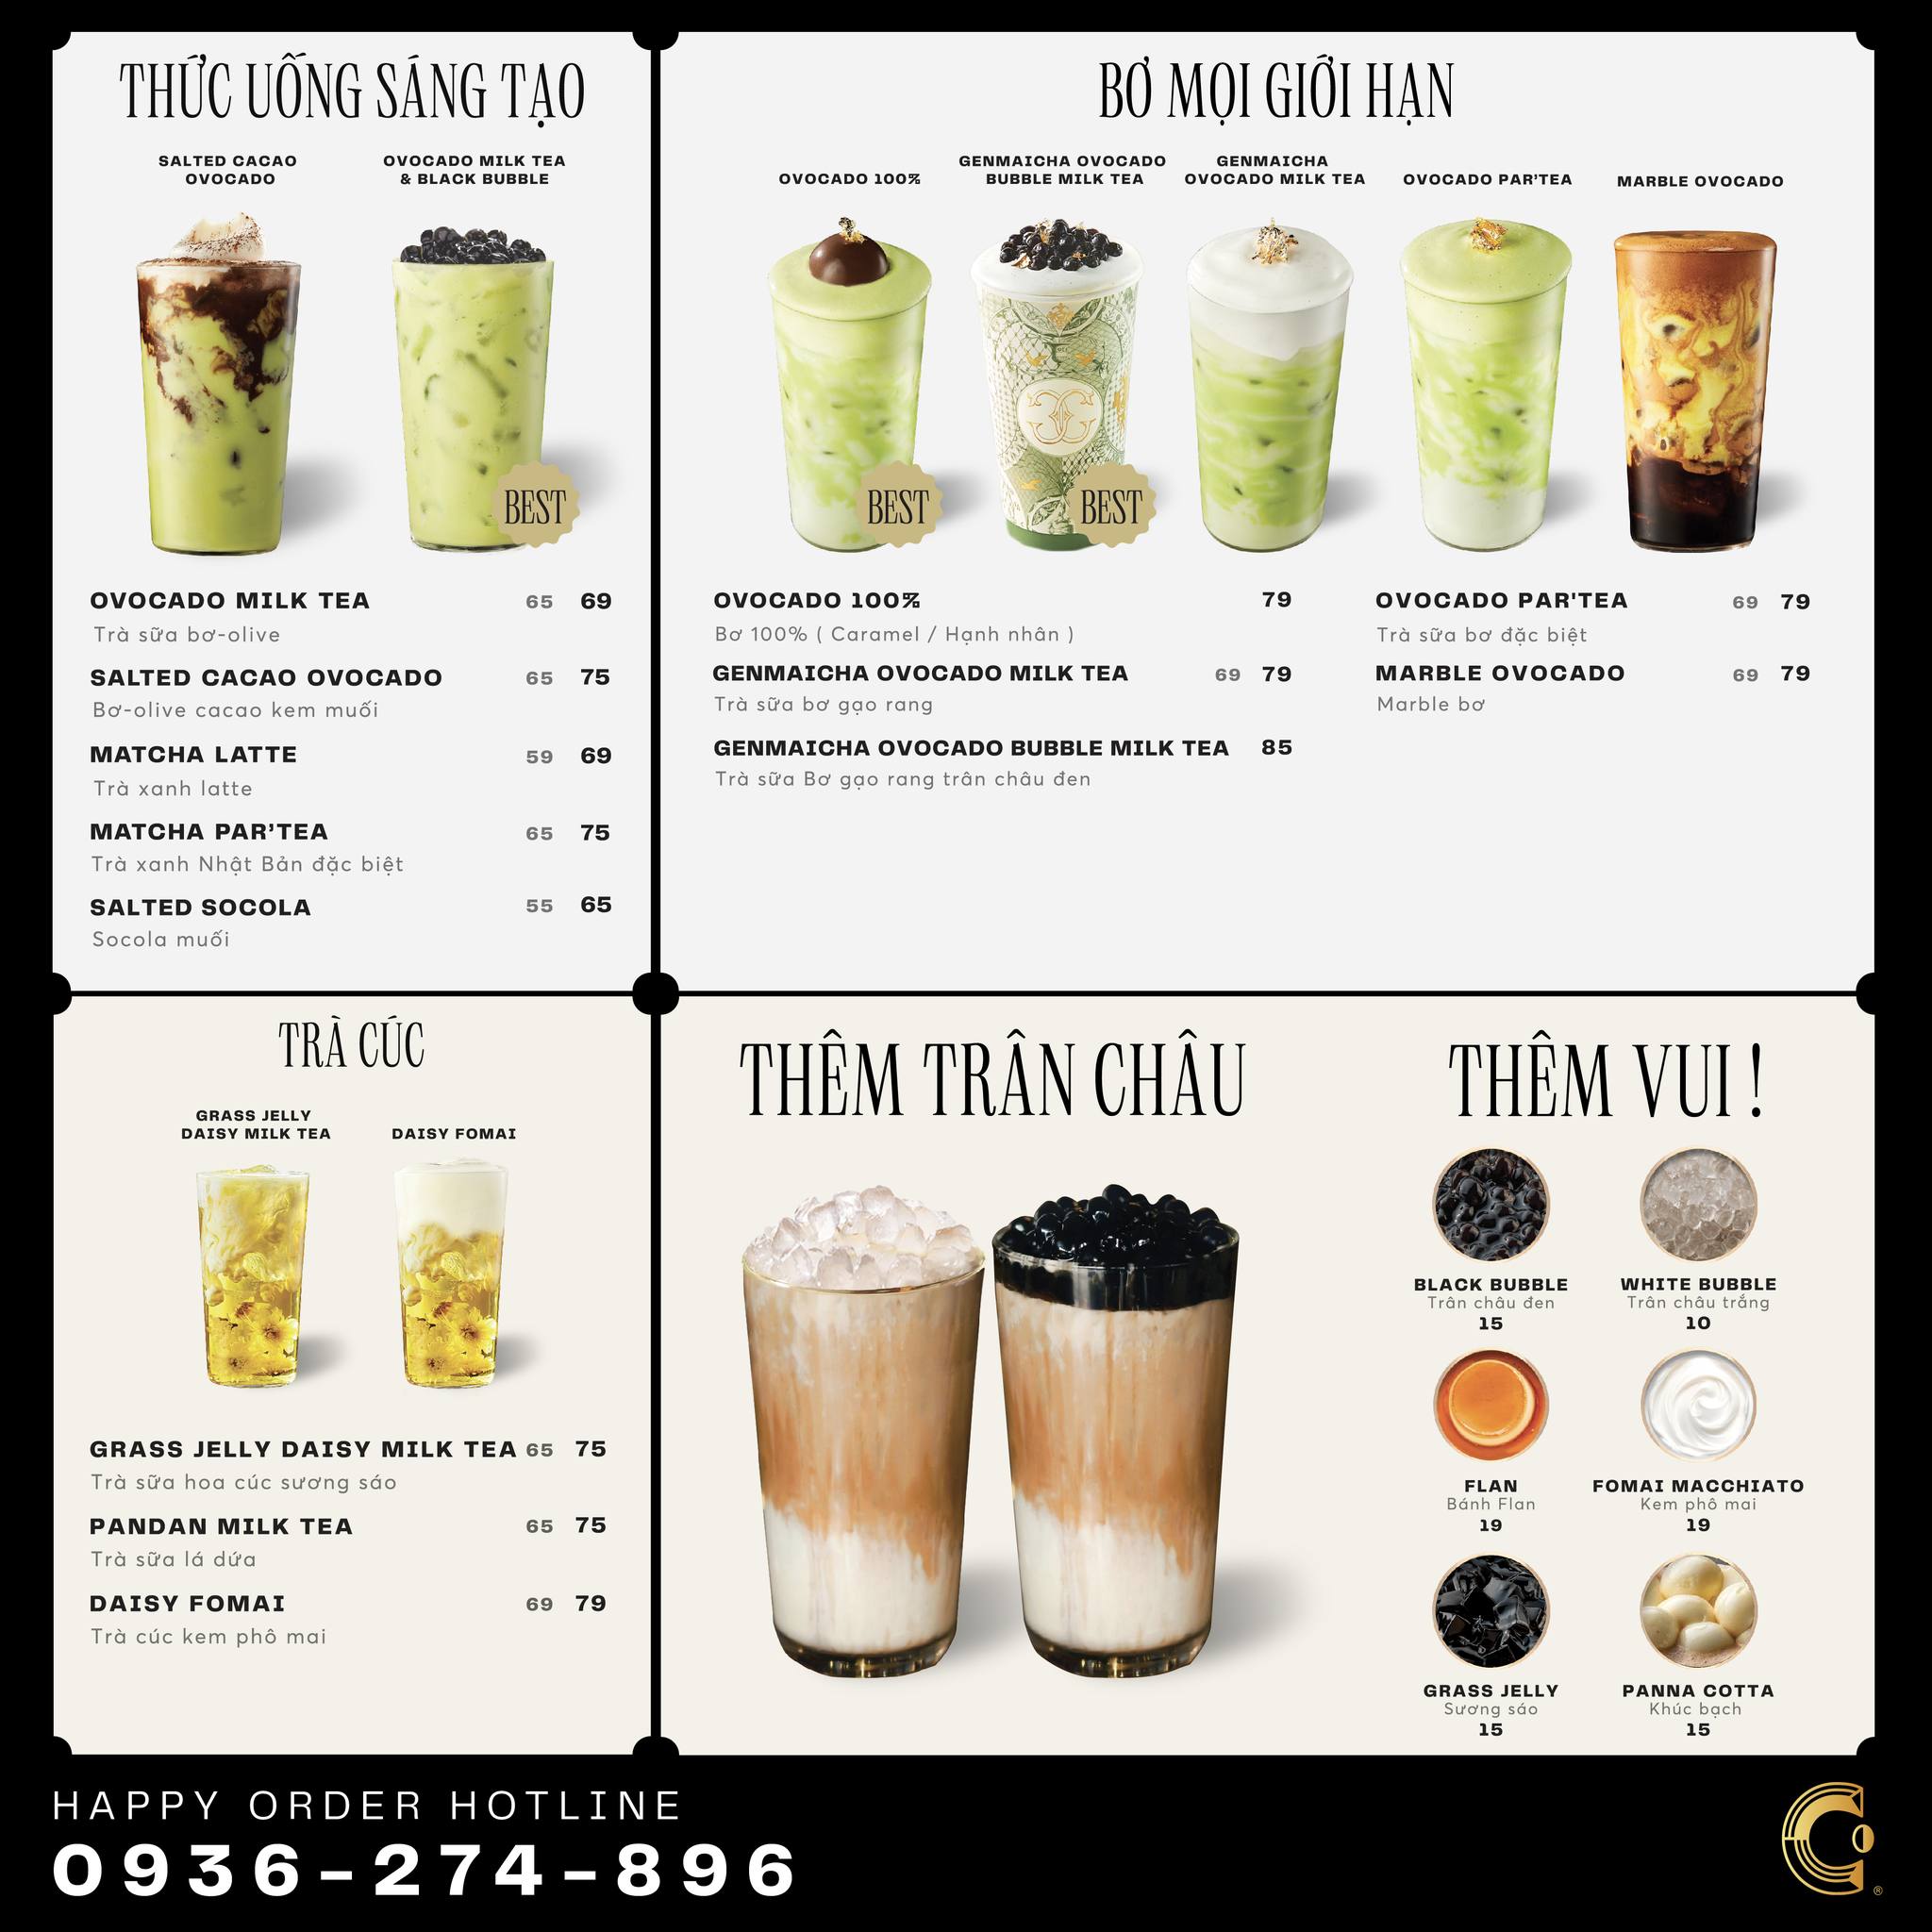 THỨC UỐNG SÁNG TẠO
SALTED CACAO
OVOCADO
OVOCADO MILK TEA
& BLACK BUBBLE
BEST
OVOCADO MILK TEA 65 69
Trà sữa bơ-olive
SALTED CACAO OVOCADO 65 75
Bơ-olive cacao kem muối
MATCHA LATTE 59 69
Trà xanh latte
MATCHA PAR’TEA 65 75
Trà xanh Nhật Bản đặc biệt
SALTED SOCOLA 55 65
Socola muối
BƠ MỌI GIỚI HẠN
OVOCADO 100%
GENMAICHA OVOCADO
BUBBLE MILK TEA
GENMAICHA
OVOCADO MILK TEA
OVOCADO PAR’TEA
MARBLE OVOCADO
BEST
BEST
OVOCADO 100% 79
Bơ 100% ( Caramel / Hạnh nhân )
GENMAICHA OVOCADO MILK TEA 69 79
Trà sữa bơ gạo rang
GENMAICHA OVOCADO BUBBLE MILK TEA 85
Trà sữa Bơ gạo rang trân châu đen
OVOCADO PAR'TEA 69 79
Trà sữa bơ đặc biệt
MARBLE OVOCADO 69 79
Marble bơ
TRÀ CÚC
GRASS JELLY
DAISY MILK TEA
DAISY FOMAI
GRASS JELLY DAISY MILK TEA 65 75
Trà sữa hoa cúc sương sáo
PANDAN MILK TEA 65 75
Trà sữa lá dứa
DAISY FOMAI 69 79
Trà cúc kem phô mai
THÊM TRÂN CHÂU
THÊM VUI !
BLACK BUBBLE
Trân châu đen
15
WHITE BUBBLE
Trân châu trắng
10
FLAN
Bánh Flan
19
FOMAI MACCHIATO
Kem phô mai
19
GRASS JELLY
Sương sáo
15
PANNA COTTA
Khúc bạch
15
HAPPY ORDER HOTLINE
0936-274-896
®